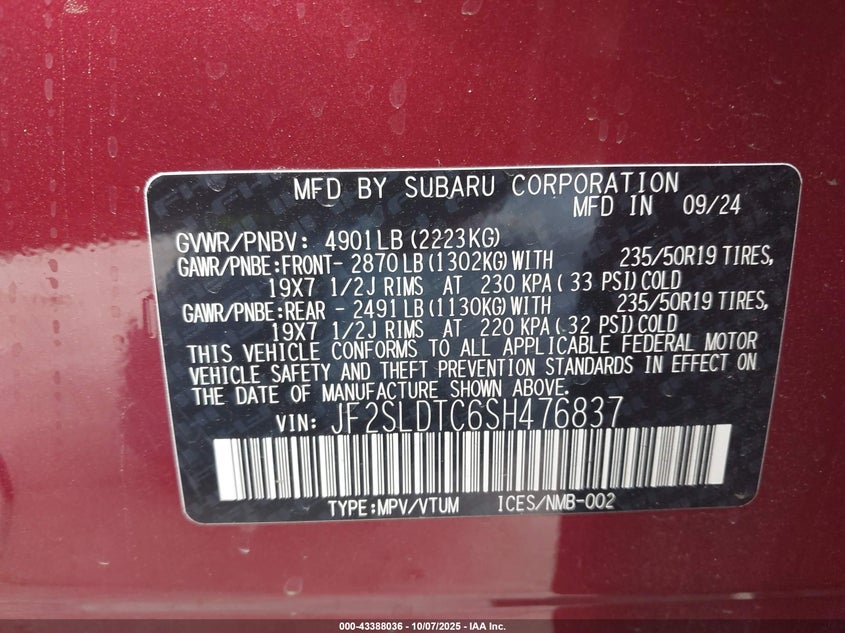 MFD BY SUBARU CORPORATION
MFD IN 09/24
GVWR/PNBV: 4901LB (2223KG)
GAWR/PNBE:FRONT- 2870LB (1302KG) WITH 235/50R19 TIRES,
19X7 1/2J RIMS AT 230 KPA ( 33 PSI) COLD
GAWR/PNBE:REAR - 2491LB (1130KG) WITH 235/50R19 TIRES,
19X7 1/2J RIMS AT 220 KPA ( 32 PSI) COLD
THIS VEHICLE CONFORMS TO ALL APPLICABLE FEDERAL MOTOR
VEHICLE SAFETY AND THEFT PREVENTION STANDARDS IN EFFECT ON
THE DATE OF MANUFACTURE SHOWN ABOVE.
VIN: JF2SLDTC6SH476837
TYPE:MPV/VTUM ICES/NMB-002
000-43388036 - 10/07/2025 - IAA Inc.